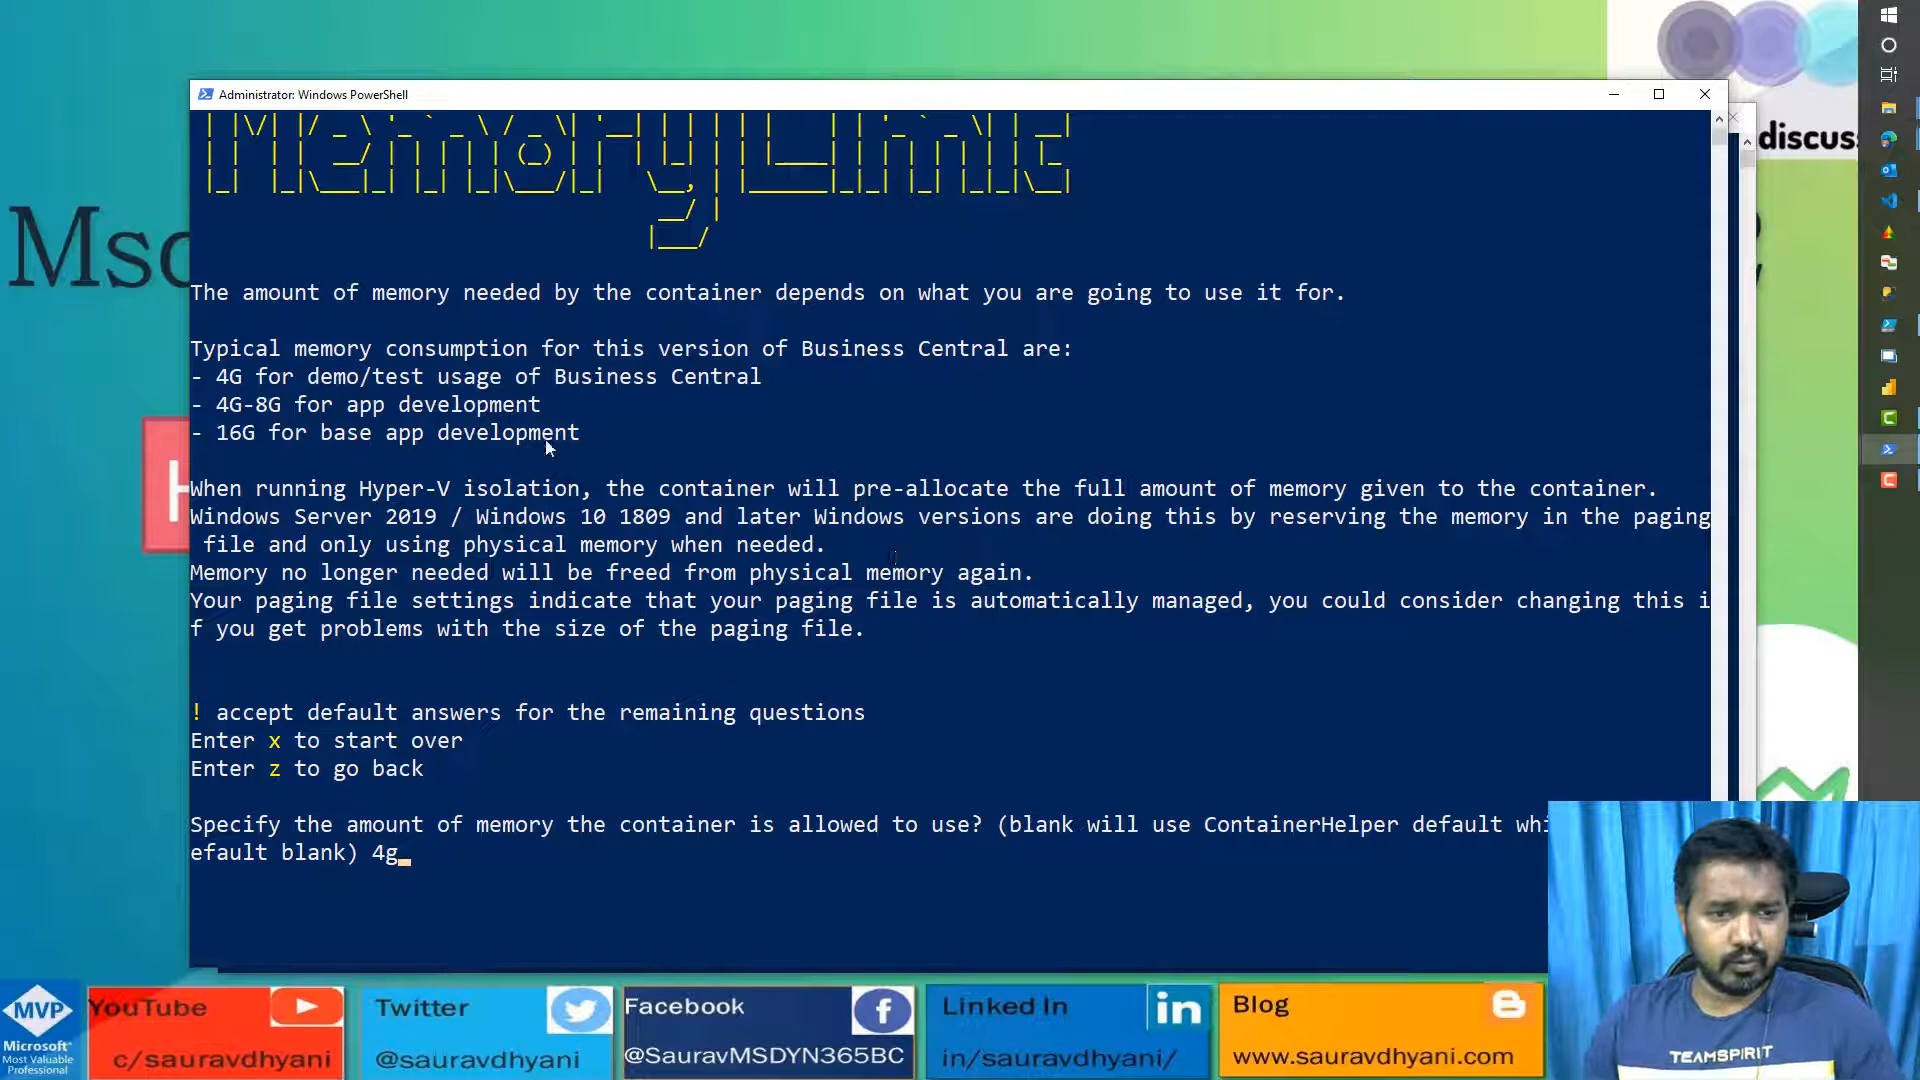 Administrator: Windows PowerShell
MemoryLimit
The amount of memory needed by the container depends on what you are going to use it for.
Typical memory consumption for this version of Business Central are:
- 4G for demo/test usage of Business Central
- 4G-8G for app development
- 16G for base app development
When running Hyper-V isolation, the container will pre-allocate the full amount of memory given to the container.
Windows Server 2019 / Windows 10 1809 and later Windows versions are doing this by reserving the memory in the paging
file and only using physical memory when needed.
Memory no longer needed will be freed from physical memory again.
Your paging file settings indicate that your paging file is automatically managed, you could consider changing this i
f you get problems with the size of the paging file.
! accept default answers for the remaining questions
Enter x to start over
Enter z to go back
Specify the amount of memory the container is allowed to use? (blank will use ContainerHelper default whi
efault blank) 4g
Msd
H
discuss
MVP
Microsoft®
Most Valuable
Professional
YouTube
c/sauravdhyani
Twitter
@sauravdhyani
Facebook
@SauravMSDYN365BC
Linked In
in
in/sauravdhyani/
Blog
www.sauravdhyani.com
TEAMSPIRIT